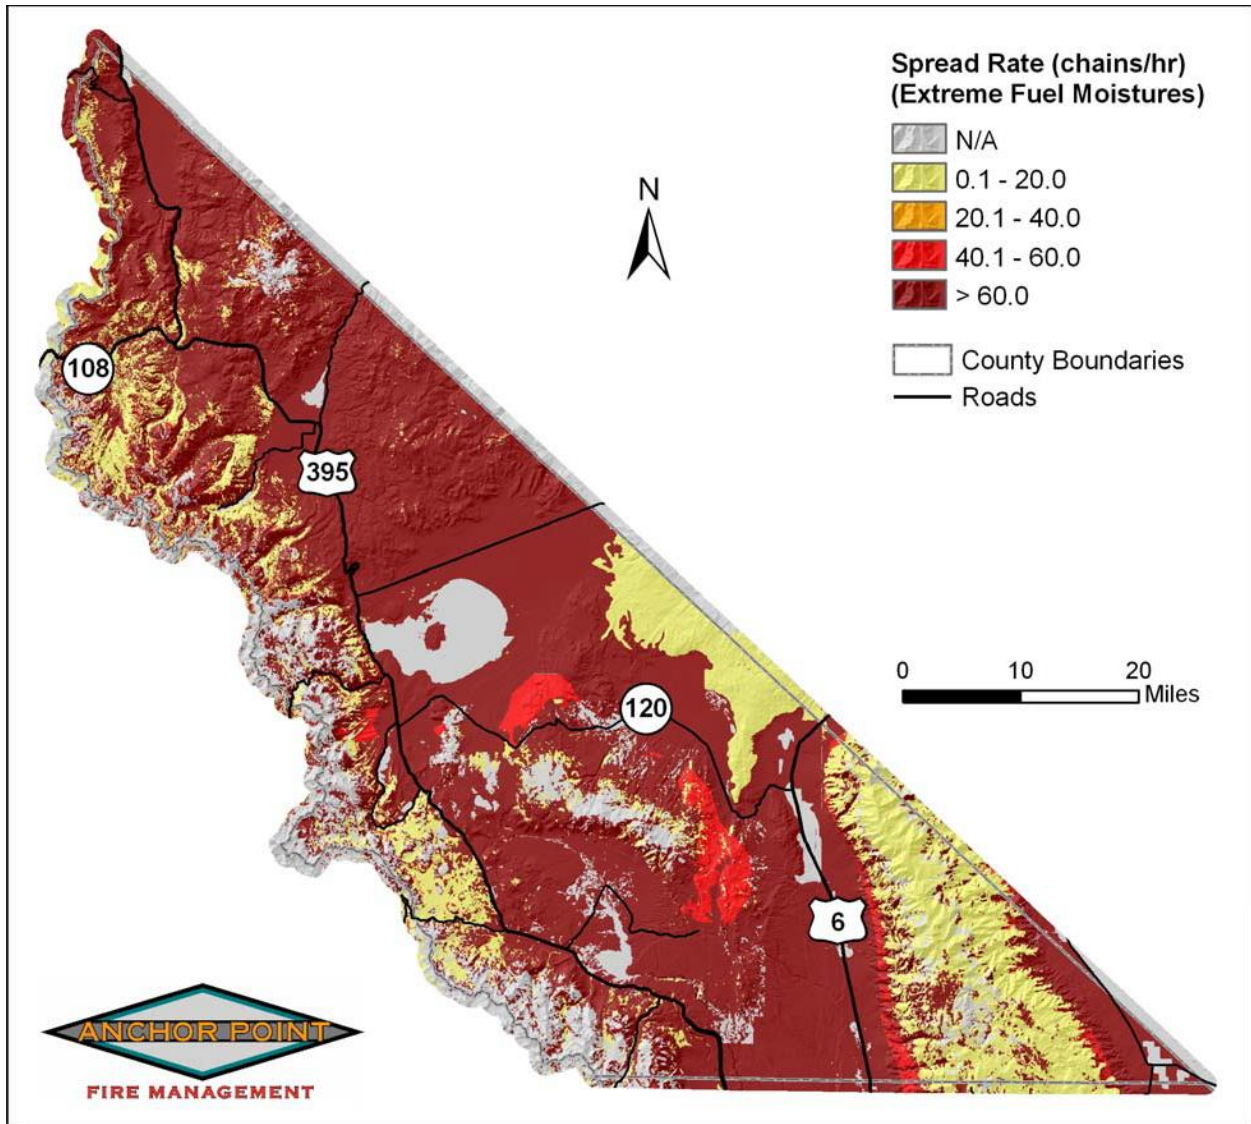 Spread Rate (chains/hr)
(Extreme Fuel Moistures)
N/A
0.1 - 20.0
20.1 - 40.0
40.1 - 60.0
> 60.0
County Boundaries
Roads
N
108
395
0 10 20
Miles
120
6
ANCHOR POINT
FIRE MANAGEMENT